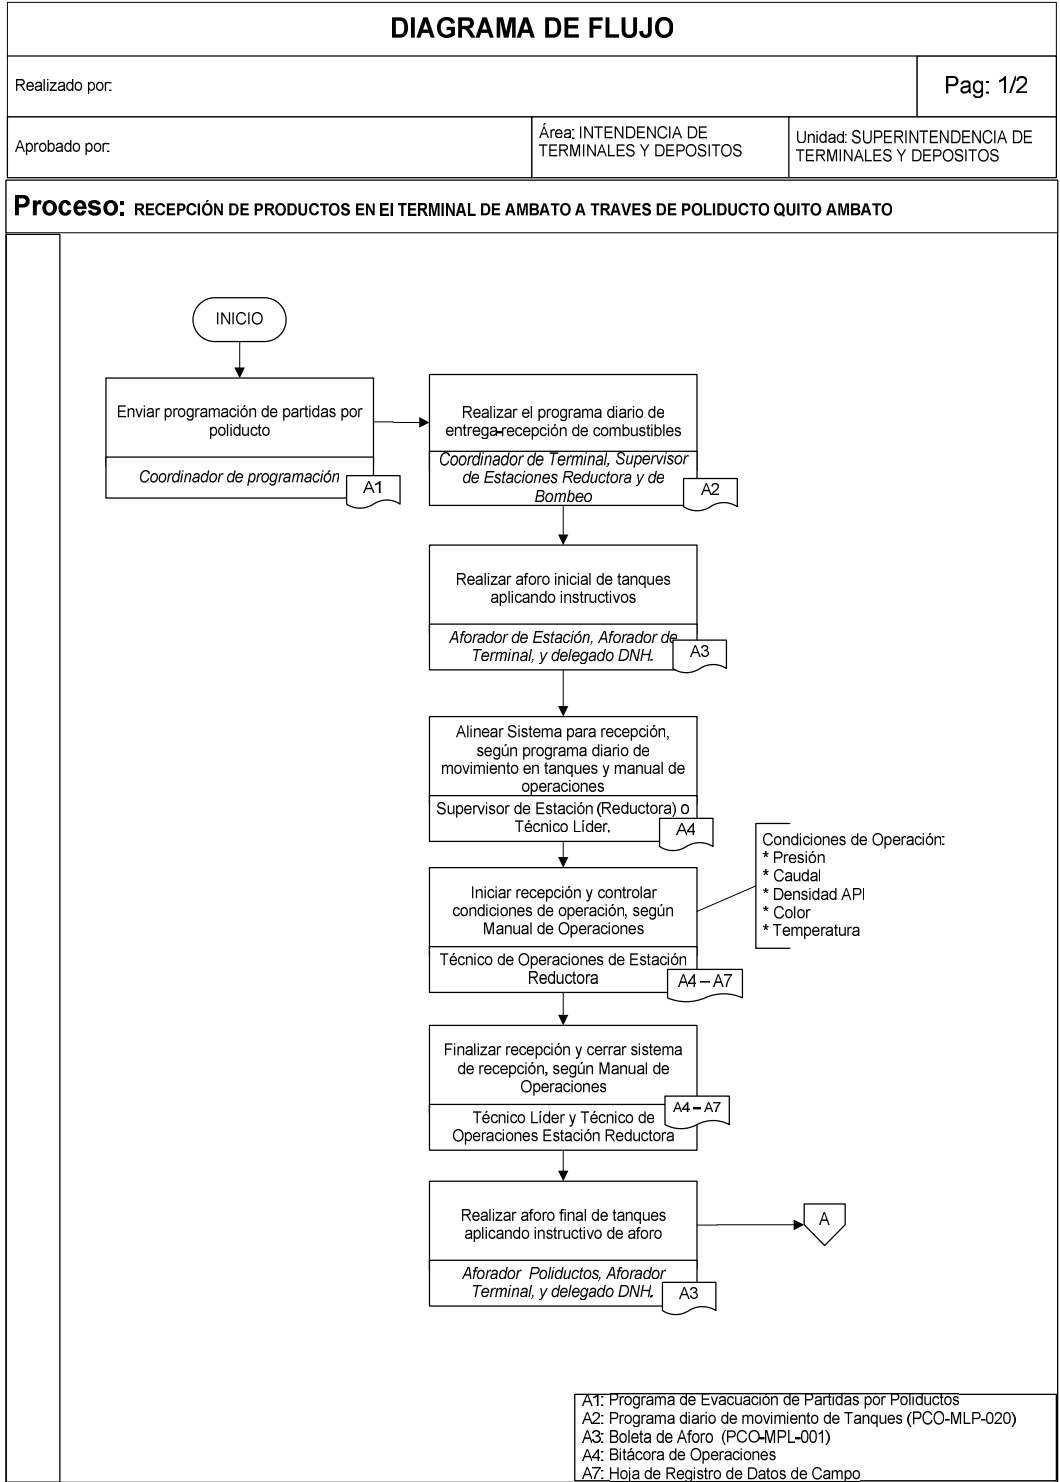 DIAGRAMA DE FLUJO
Realizado por:
Pag: 1/2
Aprobado por:
Área: INTENDENCIA DE
TERMINALES Y DEPOSITOS
Unidad: SUPERINTENDENCIA DE
TERMINALES Y DEPOSITOS
Proceso: RECEPCIÓN DE PRODUCTOS EN El TERMINAL DE AMBATO A TRAVES DE POLIDUCTO QUITO AMBATO
INICIO
Enviar programación de partidas por
poliducto
Coordinador de programación
A1
Realizar el programa diario de
entrega-recepción de combustibles
Coordinador de Terminal, Supervisor
de Estaciones Reductora y de
Bombeo
A2
Realizar aforo inicial de tanques
aplicando instructivos
Aforador de Estación, Aforador de
Terminal, y delegado DNH.
A3
Alinear Sistema para recepción,
según programa diario de
movimiento en tanques y manual de
operaciones
Supervisor de Estación (Reductora) o
Técnico Líder.
A4
Condiciones de Operación:
* Presión
* Caudal
* Densidad API
* Color
* Temperatura
Iniciar recepción y controlar
condiciones de operación, según
Manual de Operaciones
Técnico de Operaciones de Estación
Reductora
A4 – A7
Finalizar recepción y cerrar sistema
de recepción, según Manual de
Operaciones
Técnico Líder y Técnico de
Operaciones Estación Reductora
A4 – A7
Realizar aforo final de tanques
aplicando instructivo de aforo
Aforador Poliductos, Aforador
Terminal, y delegado DNH.
A3
A
A1: Programa de Evacuación de Partidas por Poliductos
A2: Programa diario de movimiento de Tanques (PCO-MLP-020)
A3: Boleta de Aforo (PCO-MPL-001)
A4: Bitácora de Operaciones
A7: Hoja de Registro de Datos de Campo